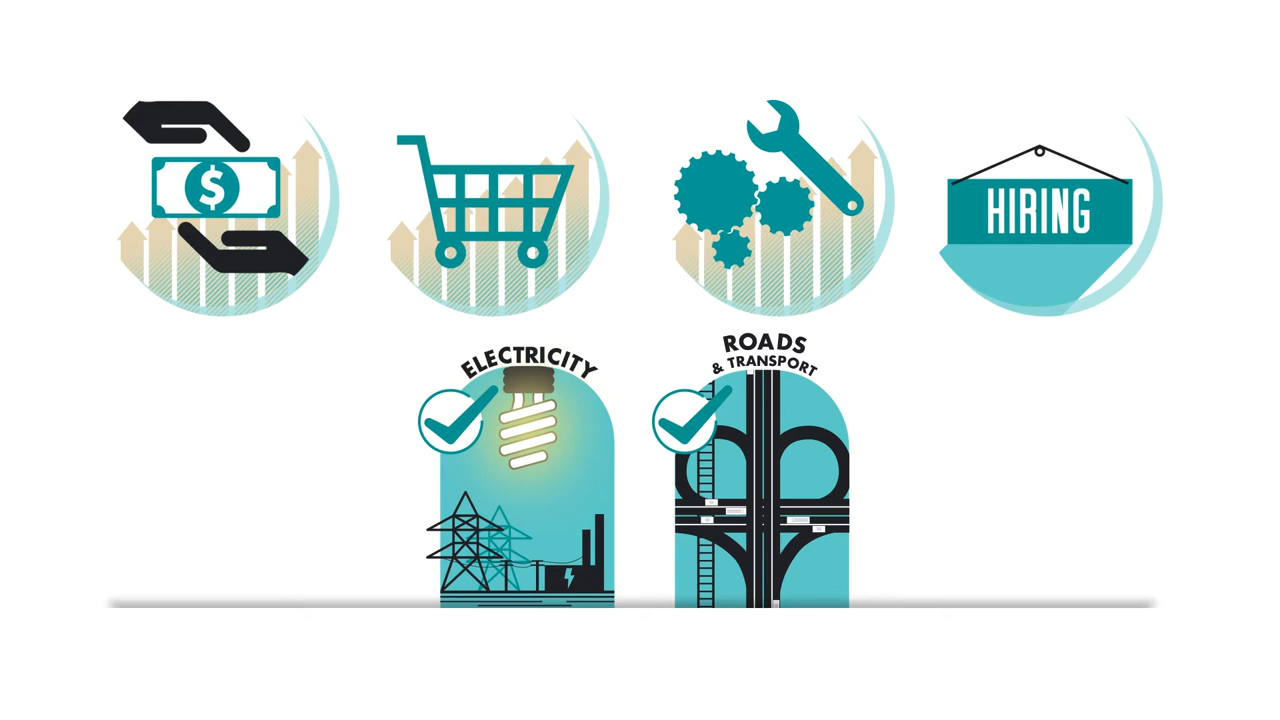 $
HIRING
ELECTRICITY
ROADS
& TRANSPORT